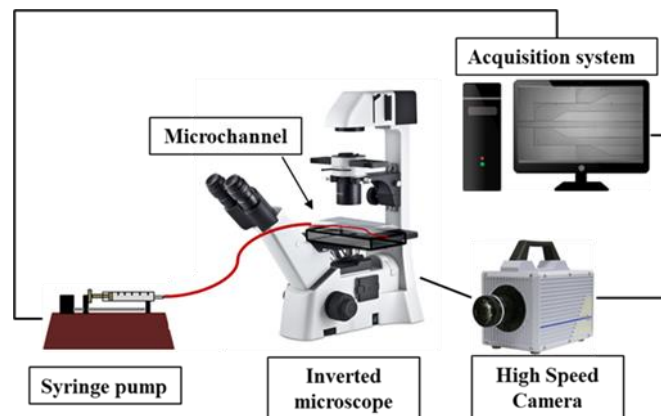 Acquisition system
Microchannel
Syringe pump
Inverted
microscope
High Speed
Camera